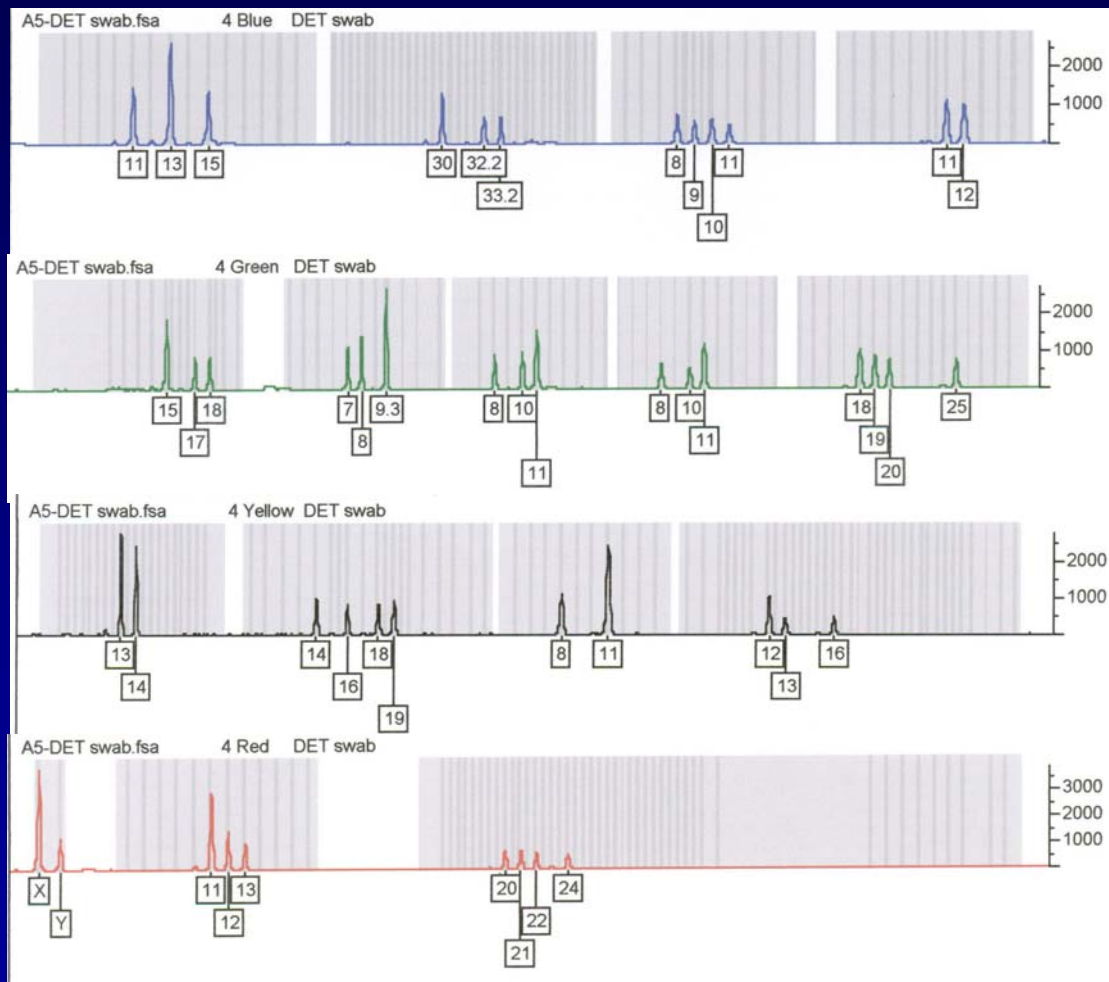 A5-DET swab.fsa 4 Blue DET swab
2000
1000
11 13 15 30 32.2 8 11 11
33.2 9 12
10
A5-DET swab.fsa 4 Green DET swab
2000
1000
15 18 7 9.3 8 10 8 10 18 25
17 8 11 11 19
20
A5-DET swab.fsa 4 Yellow DET swab
2000
1000
13 14 18 8 11 12 16
14 16 13
19
A5-DET swab.fsa 4 Red DET swab
3000
2000
1000
X 11 13 20 24
Y 12 22
21